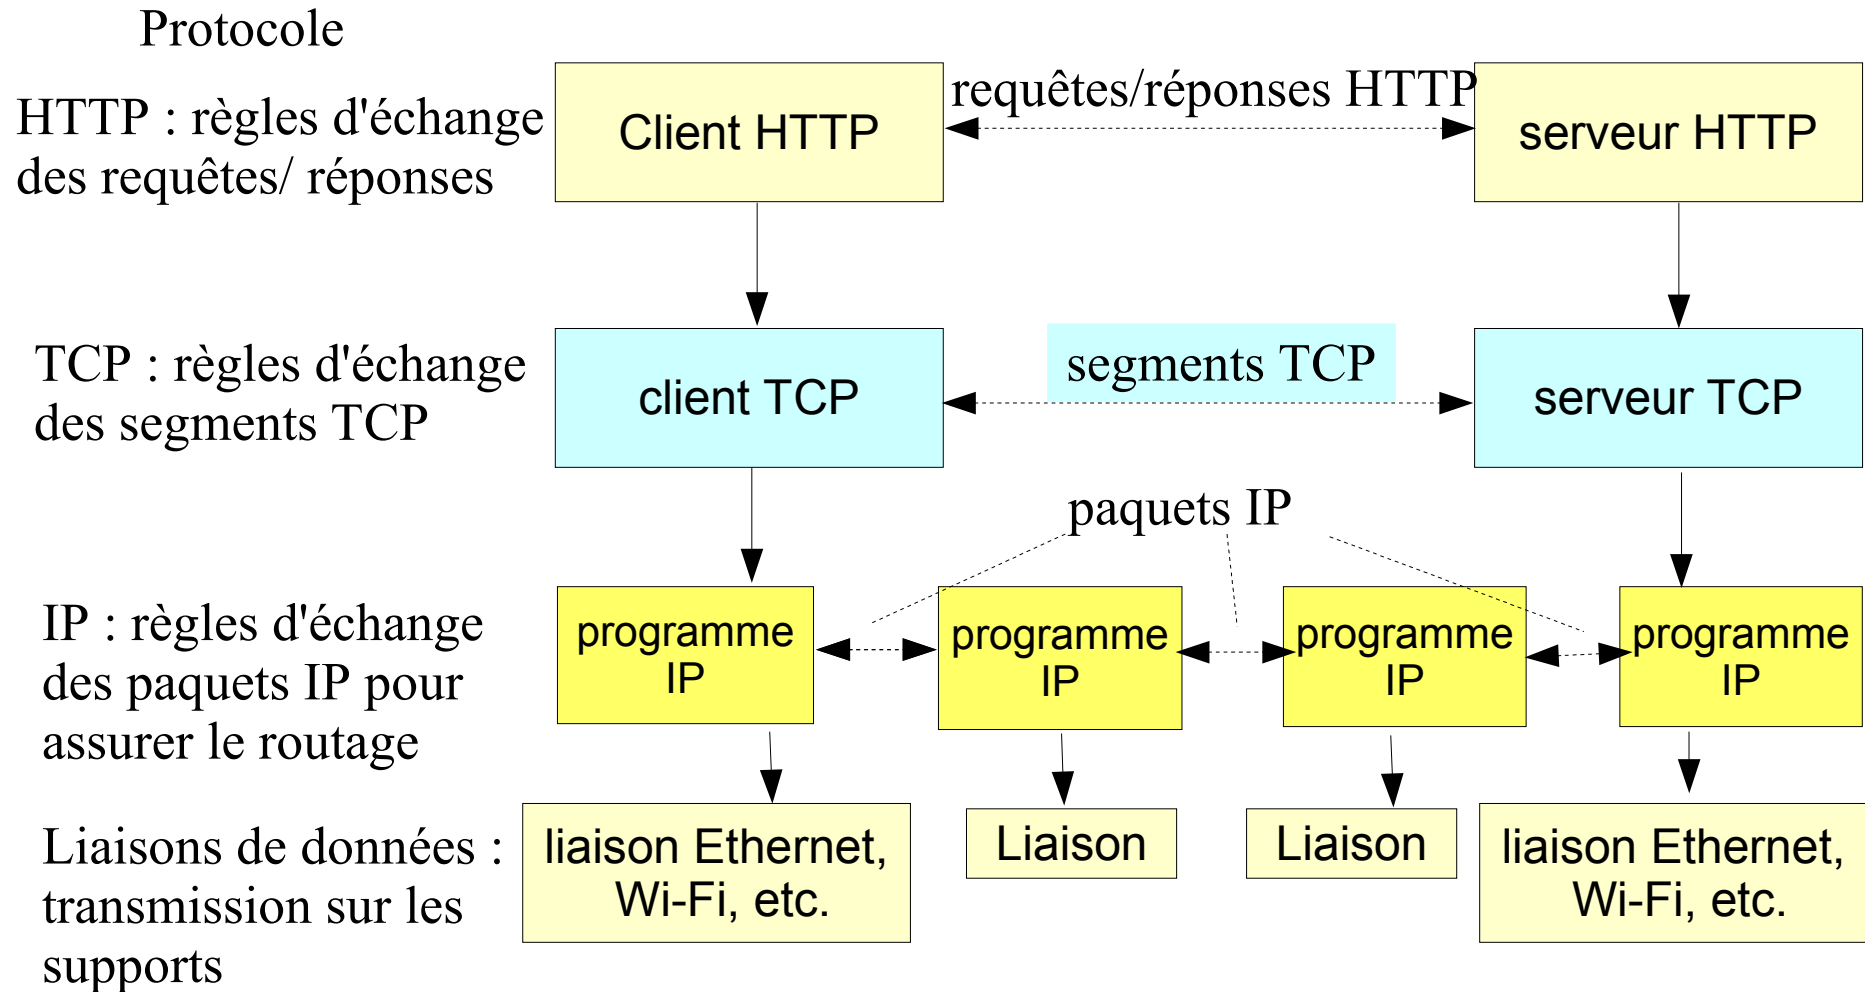 Protocole
HTTP : règles d'échange
des requêtes/ réponses
Client HTTP
requêtes/réponses HTTP
serveur HTTP
TCP : règles d'échange
des segments TCP
client TCP
segments TCP
serveur TCP
paquets IP
IP : règles d'échange
des paquets IP pour
assurer le routage
programme
IP
programme
IP
programme
IP
programme
IP
Liaisons de données :
transmission sur les
supports
liaison Ethernet,
Wi-Fi, etc.
Liaison
Liaison
liaison Ethernet,
Wi-Fi, etc.